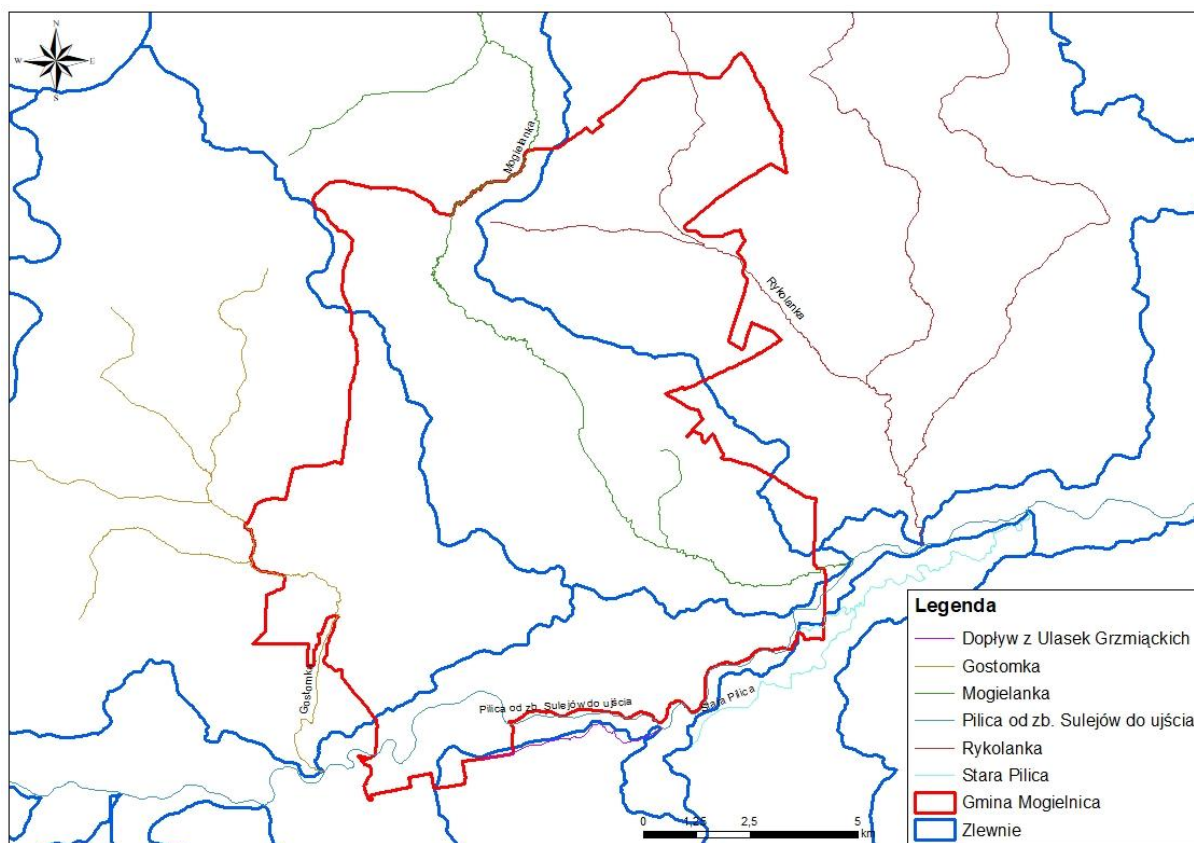 N
W E
S
Mogielanka
Rykolanka
Gostomka
Pilica od zb. Sulejów do ujścia
Stara Pilica
Legenda
Dopływ z Ulasek Grzmiąckich
Gostomka
Mogielanka
Pilica od zb. Sulejów do ujścia
Rykolanka
Stara Pilica
Gmina Mogielnica
Zlewnie
0 1,25 2,5 5
km